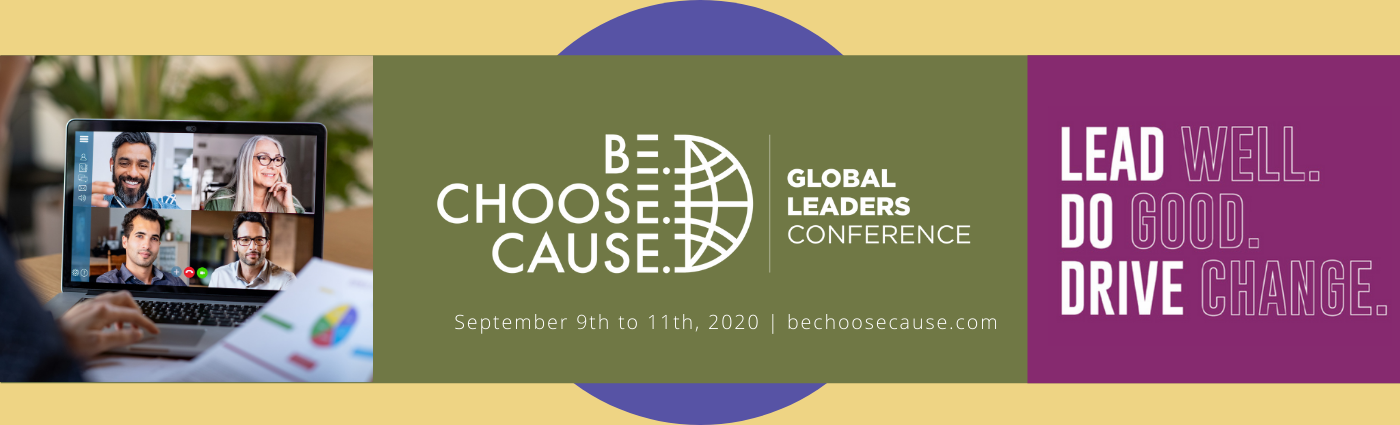 BE.
CHOOSE.
CAUSE.
GLOBAL
LEADERS
CONFERENCE
September 9th to 11th, 2020 | bechoosecause.com
LEAD WELL.
DO GOOD.
DRIVE CHANGE.